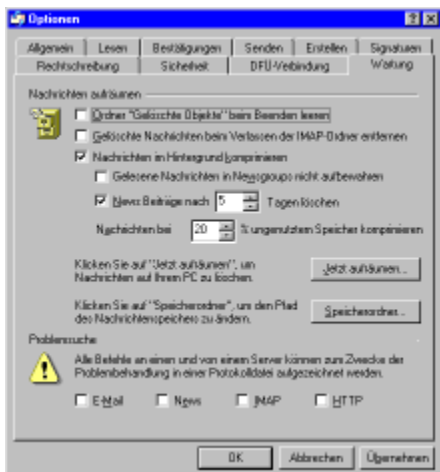 Optionen
Allgemein Lesen Bestätigungen Senden Erstellen Signaturen
Rechtschreibung Sicherheit DFÜ-Verbindung Wartung
Nachrichten aufräumen
Ordner "Gelöschte Objekte" beim Beenden leeren
Gelöschte Nachrichten beim Verlassen der IMAP-Ordner entfernen
Nachrichten im Hintergrund komprimieren
Gelesene Nachrichten in Newsgroups nicht aufbewahren
News-Beiträge nach 5 Tagen löschen
Nachrichten bei 20 % ungenutztem Speicher komprimieren
Klicken Sie auf "Jetzt aufräumen", um
Nachrichten auf Ihrem PC zu löschen.
Jetzt aufräumen...
Klicken Sie auf "Speicherordner", um den Pfad
des Nachrichtenspeichers zu ändern.
Speicherordner...
Problemsuche
Alle Befehle an einen und von einem Server können zum Zwecke der
Problembehandlung in einer Protokolldatei aufgezeichnet werden.
E-Mail News IMAP HTTP
OK Abbrechen Übernehmen